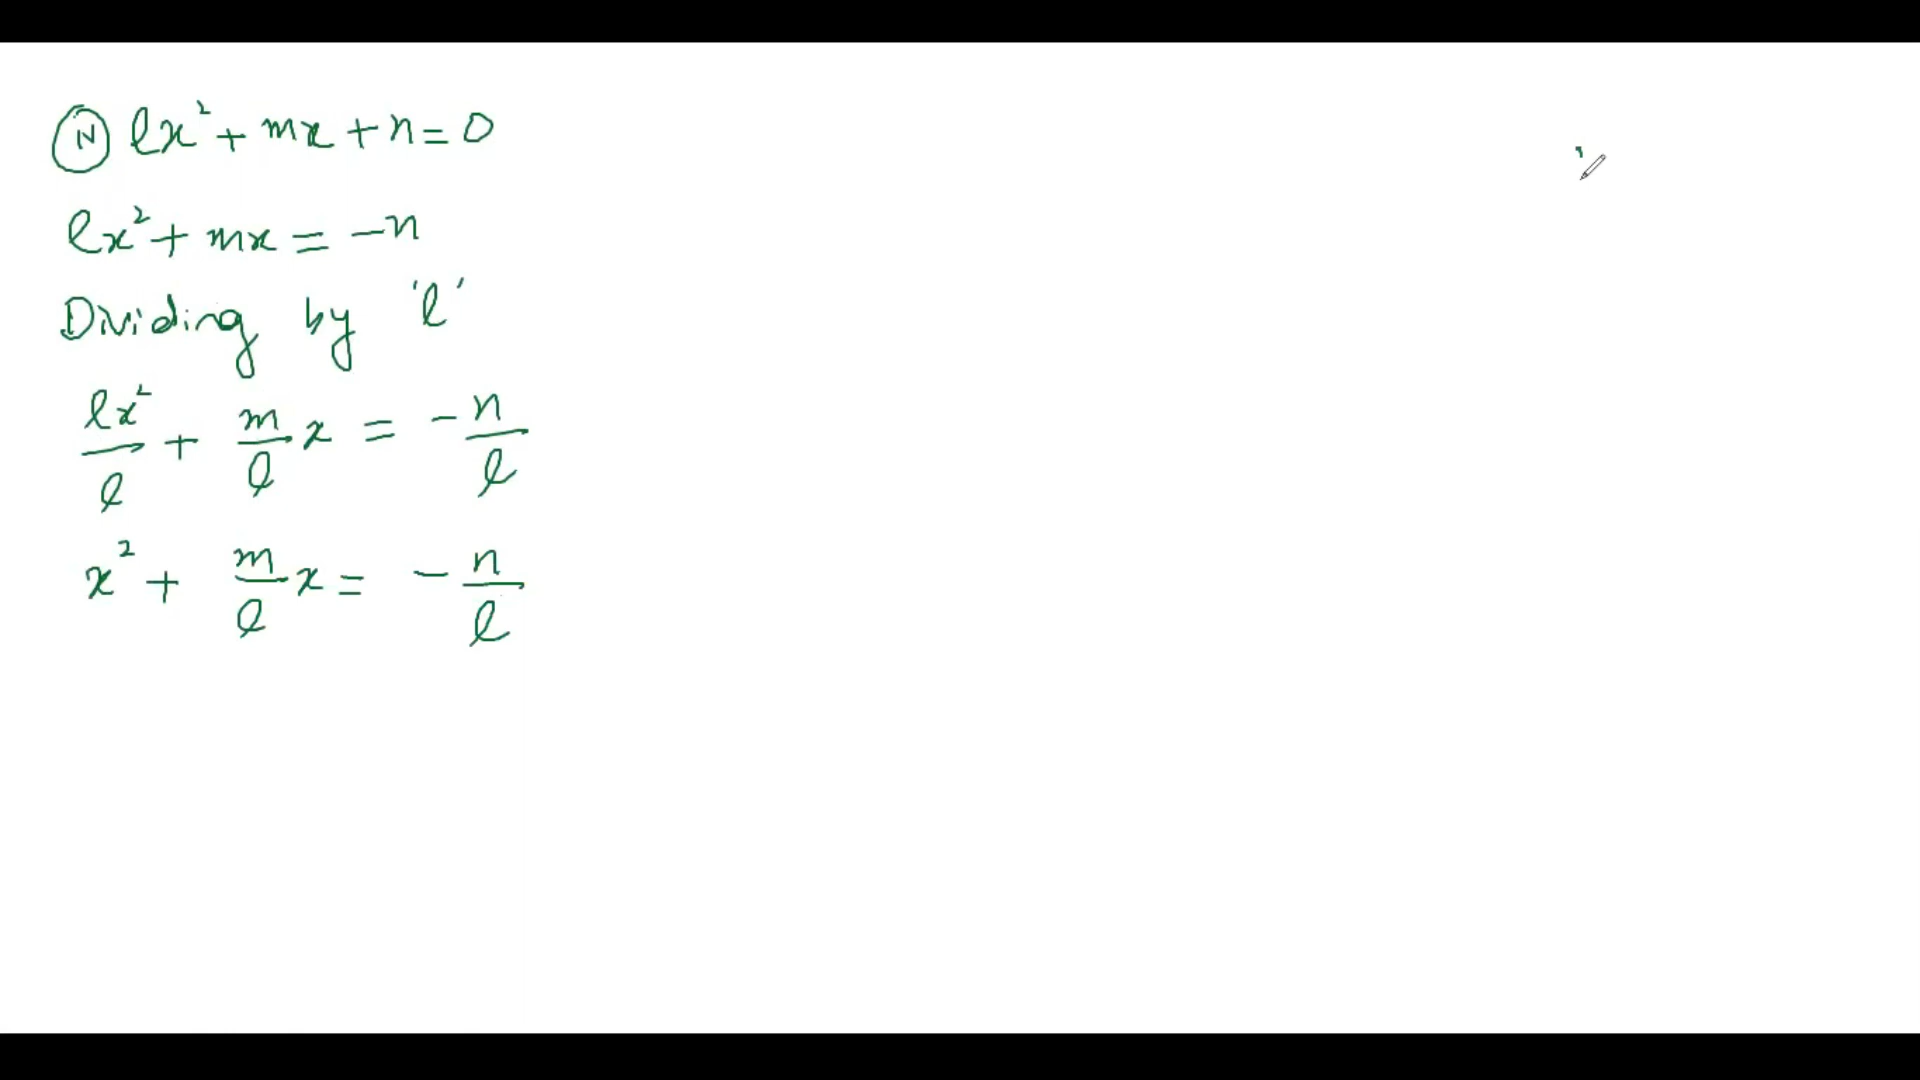 (N) lx² + mx + n = 0
lx² + mx = -n
Dividing by 'l'
lx²/l + m/l x = - n/l
x² + m/l x = - n/l